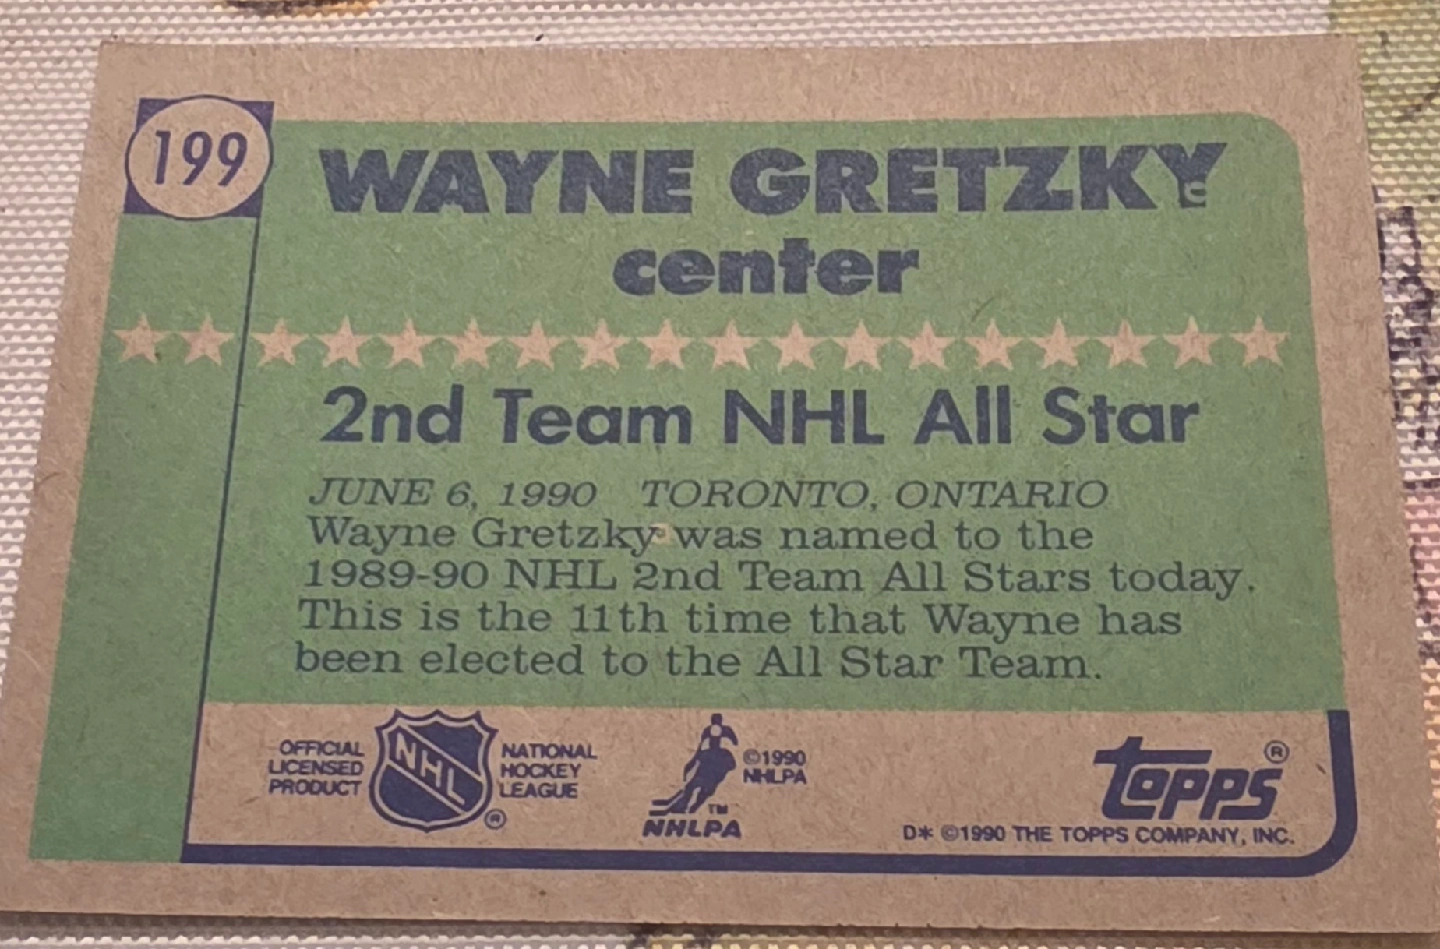 199
WAYNE GRETZKY
center
2nd Team NHL All Star
JUNE 6, 1990 TORONTO, ONTARIO
Wayne Gretzky was named to the
1989-90 NHL 2nd Team All Stars today.
This is the 11th time that Wayne has
been elected to the All Star Team.
OFFICIAL
LICENSED
PRODUCT
NHL
®
NATIONAL
HOCKEY
LEAGUE
TM
NHLPA
©1990
NHLPA
topps®
D* ©1990 THE TOPPS COMPANY, INC.